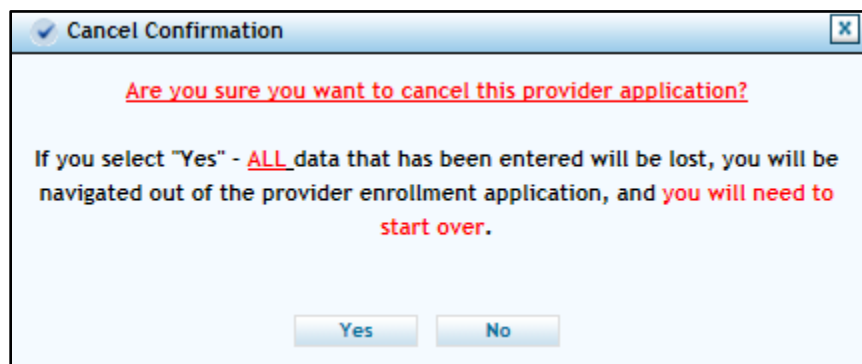 Cancel Confirmation
Are you sure you want to cancel this provider application?
If you select "Yes" - ALL data that has been entered will be lost, you will be
navigated out of the provider enrollment application, and you will need to
start over.
Yes No